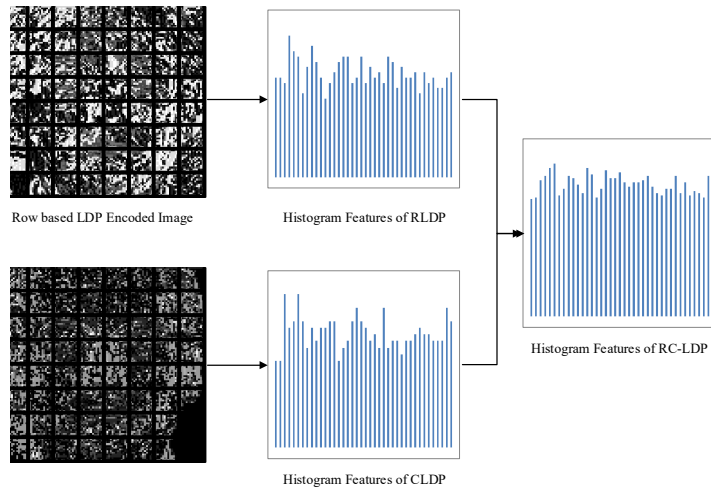 Row based LDP Encoded Image
Histogram Features of RLDP
Histogram Features of RC-LDP
Histogram Features of CLDP